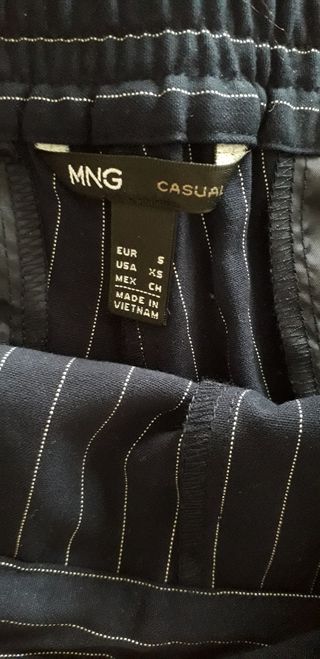 MNG CASUAL
EUR S
USA XS
MEX CH
MADE IN
VIETNAM